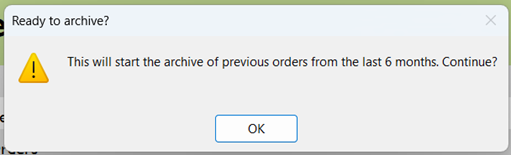 Ready to archive?
This will start the archive of previous orders from the last 6 months. Continue?
OK